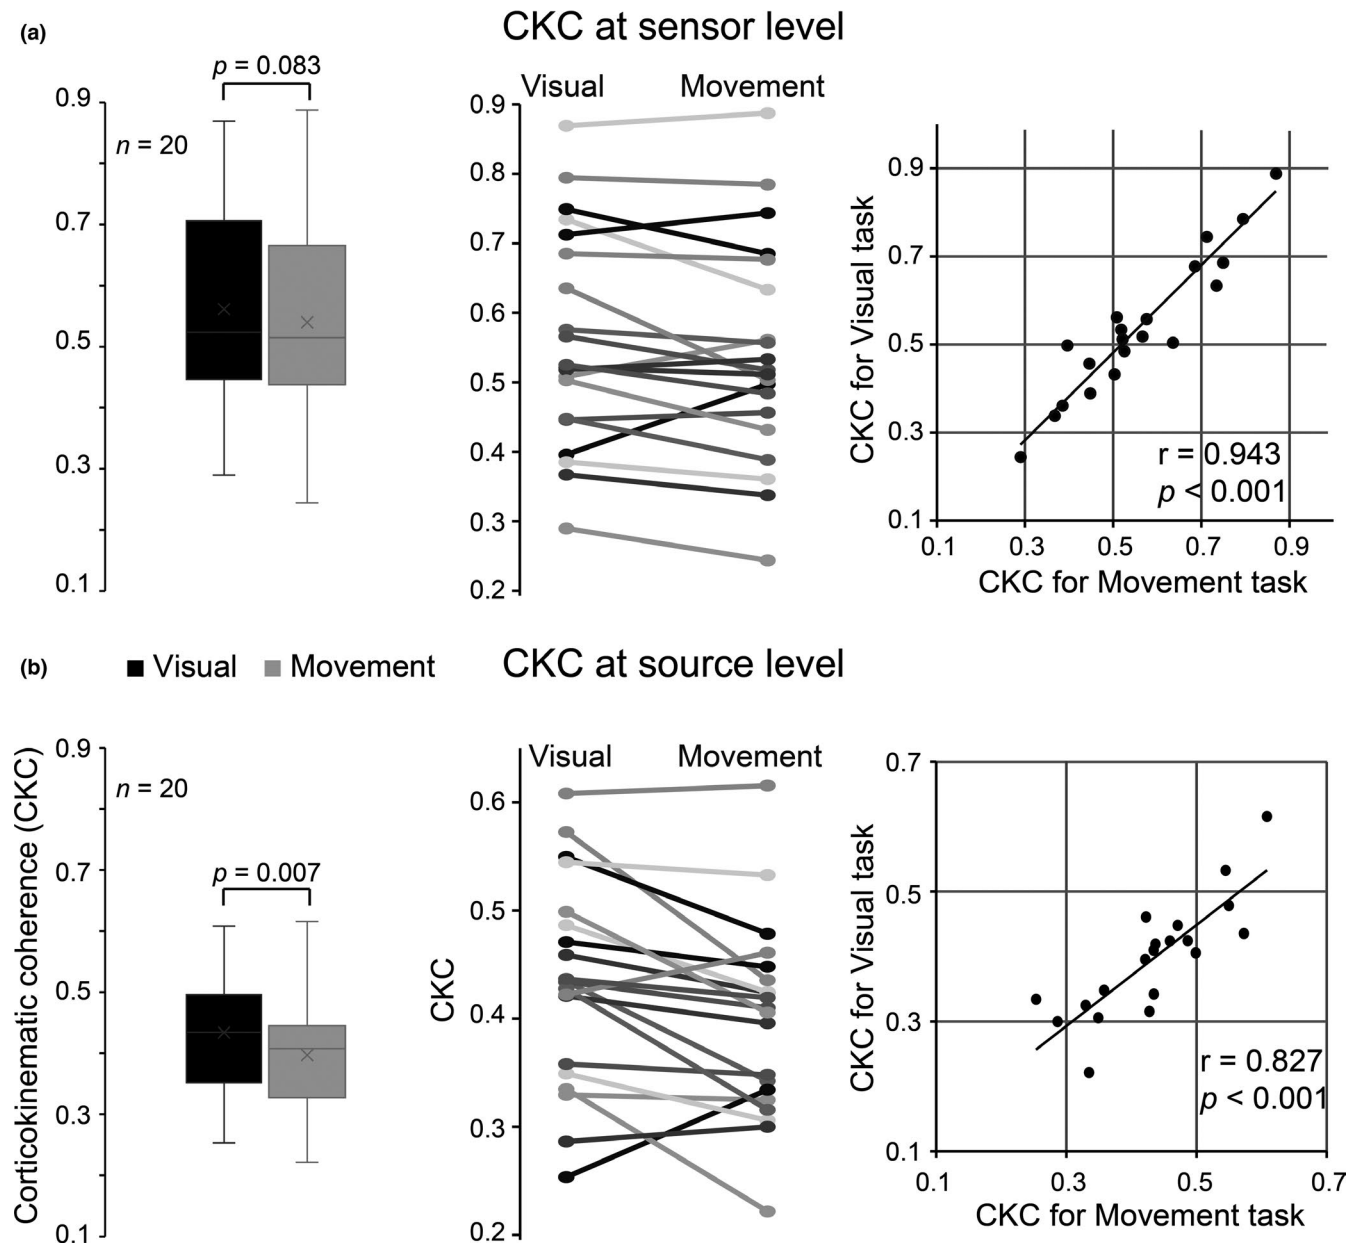 (a)
CKC at sensor level
p = 0.083
n = 20
0.9
0.7
0.5
0.3
0.1
Visual Movement
0.9
0.8
0.7
0.6
0.5
0.4
0.3
0.2
CKC for Visual task
0.9
0.7
0.5
0.3
0.1
r = 0.943
p < 0.001
0.1 0.3 0.5 0.7 0.9
CKC for Movement task
(b)
Visual Movement
CKC at source level
Corticokinematic coherence (CKC)
n = 20
p = 0.007
0.9
0.7
0.5
0.3
0.1
Visual Movement
CKC
0.6
0.5
0.4
0.3
0.2
CKC for Visual task
0.7
0.5
0.3
0.1
r = 0.827
p < 0.001
0.1 0.3 0.5 0.7
CKC for Movement task